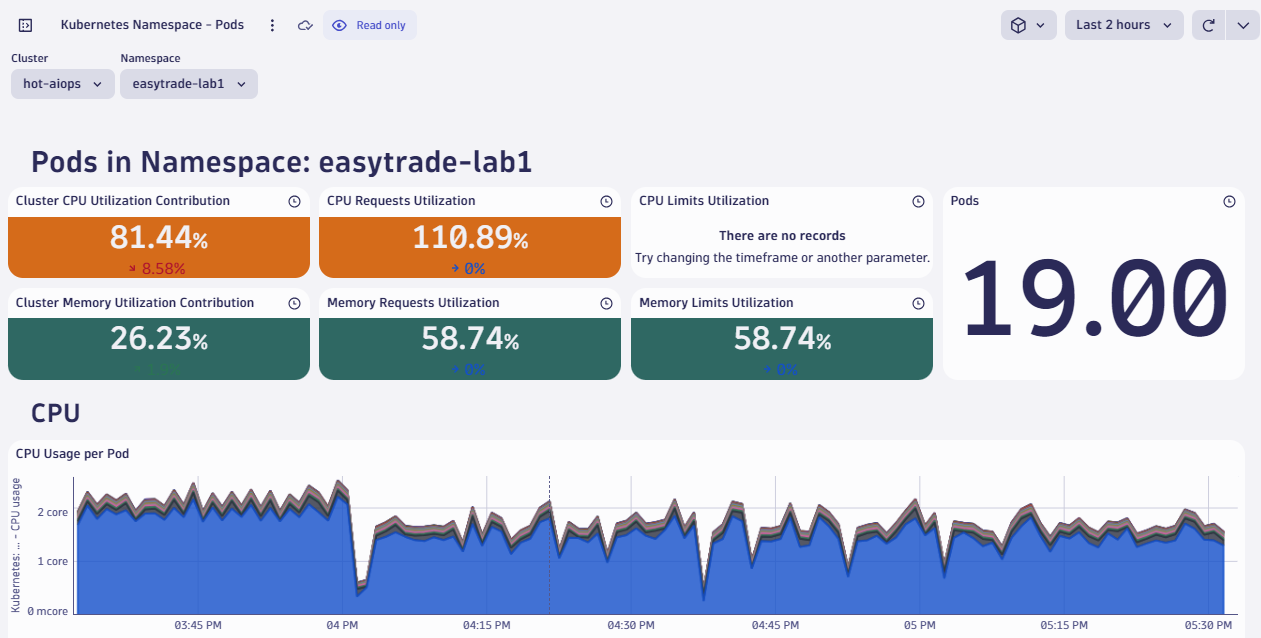 Kubernetes Namespace - Pods
Read only
Last 2 hours
Cluster
Namespace
hot-aiops
easytrade-lab1
Pods in Namespace: easytrade-lab1
Cluster CPU Utilization Contribution
81.44%
8.58%
CPU Requests Utilization
110.89%
0%
CPU Limits Utilization
There are no records
Try changing the timeframe or another parameter.
Pods
19.00
Cluster Memory Utilization Contribution
26.23%
1.9%
Memory Requests Utilization
58.74%
0%
Memory Limits Utilization
58.74%
0%
CPU
CPU Usage per Pod
Kubernetes: ... - CPU usage
2 core
1 core
0 mcore
03:45 PM
04 PM
04:15 PM
04:30 PM
04:45 PM
05 PM
05:15 PM
05:30 PM